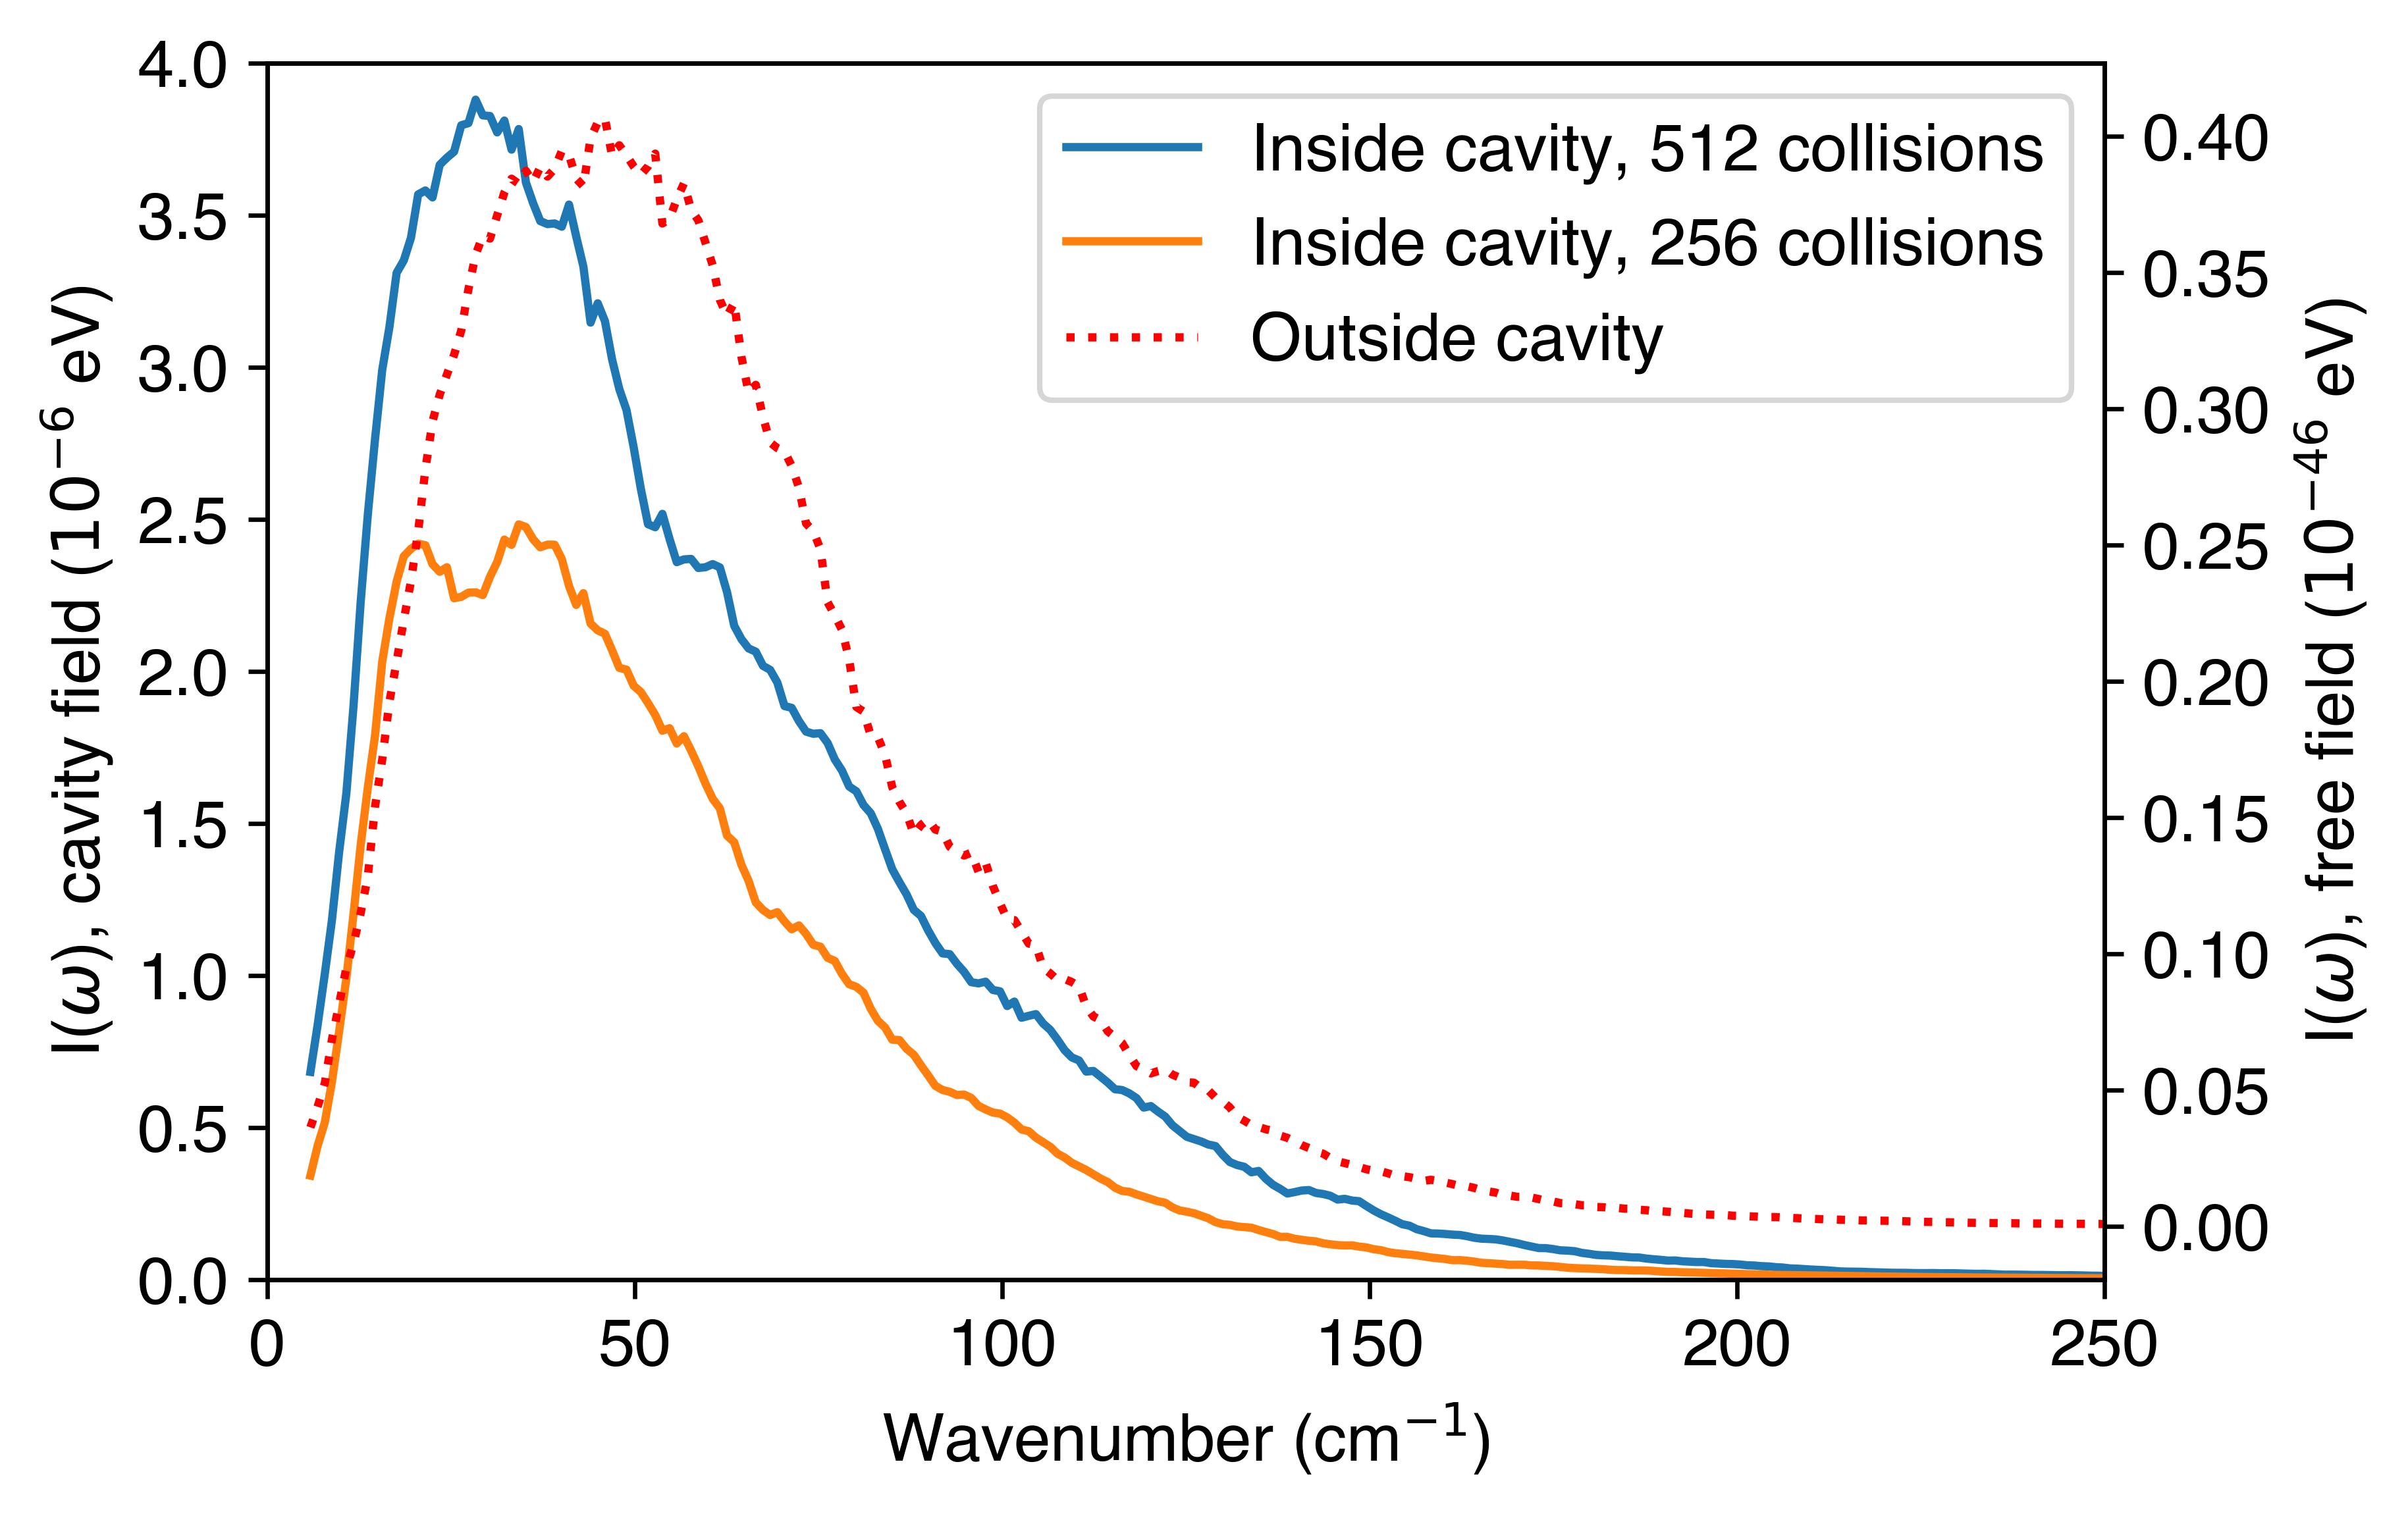 4.0
3.5
3.0
2.5
2.0
1.5
1.0
0.5
0.0
I(ω), cavity field (10⁻⁶ eV)
Inside cavity, 512 collisions
Inside cavity, 256 collisions
Outside cavity
0.40
0.35
0.30
0.25
0.20
0.15
0.10
0.05
0.00
I(ω), free field (10⁻⁴⁶ eV)
0 50 100 150 200 250
Wavenumber (cm⁻¹)